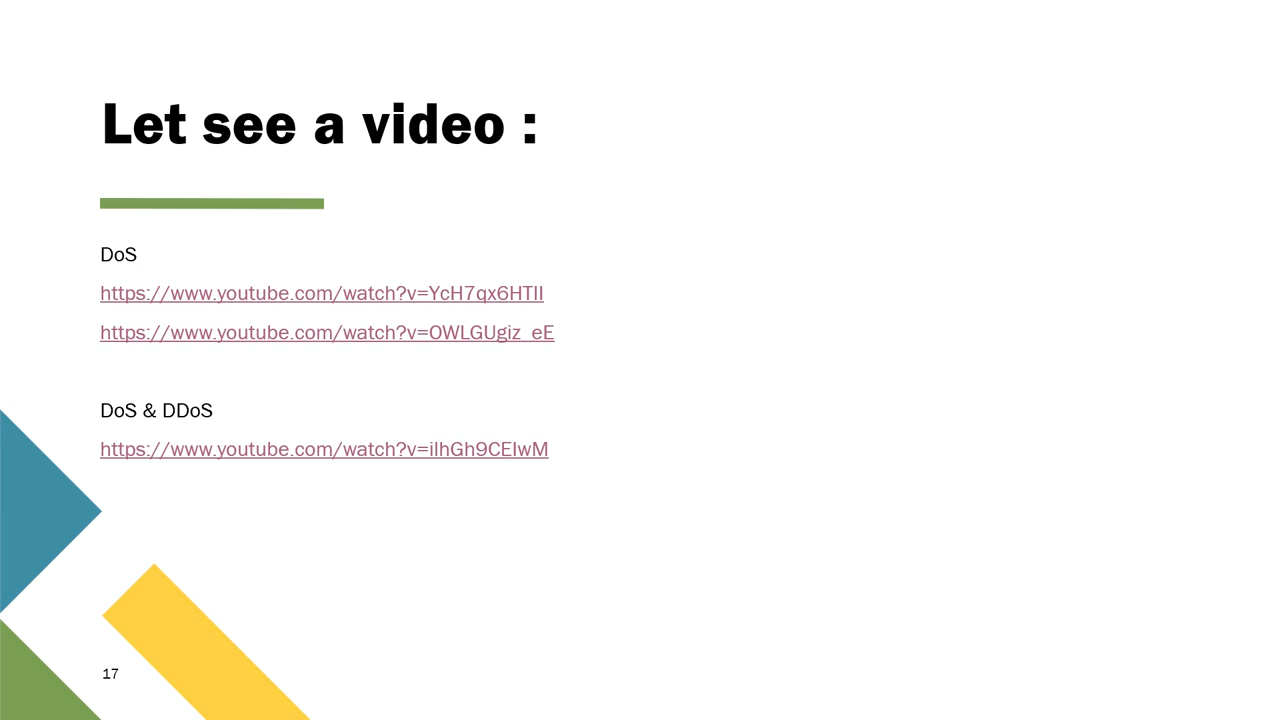 Let see a video :
DoS
https://www.youtube.com/watch?v=YcH7qx6HTII
https://www.youtube.com/watch?v=OWLGUgiz_eE
DoS & DDoS
https://www.youtube.com/watch?v=ilhGh9CEIwM
17